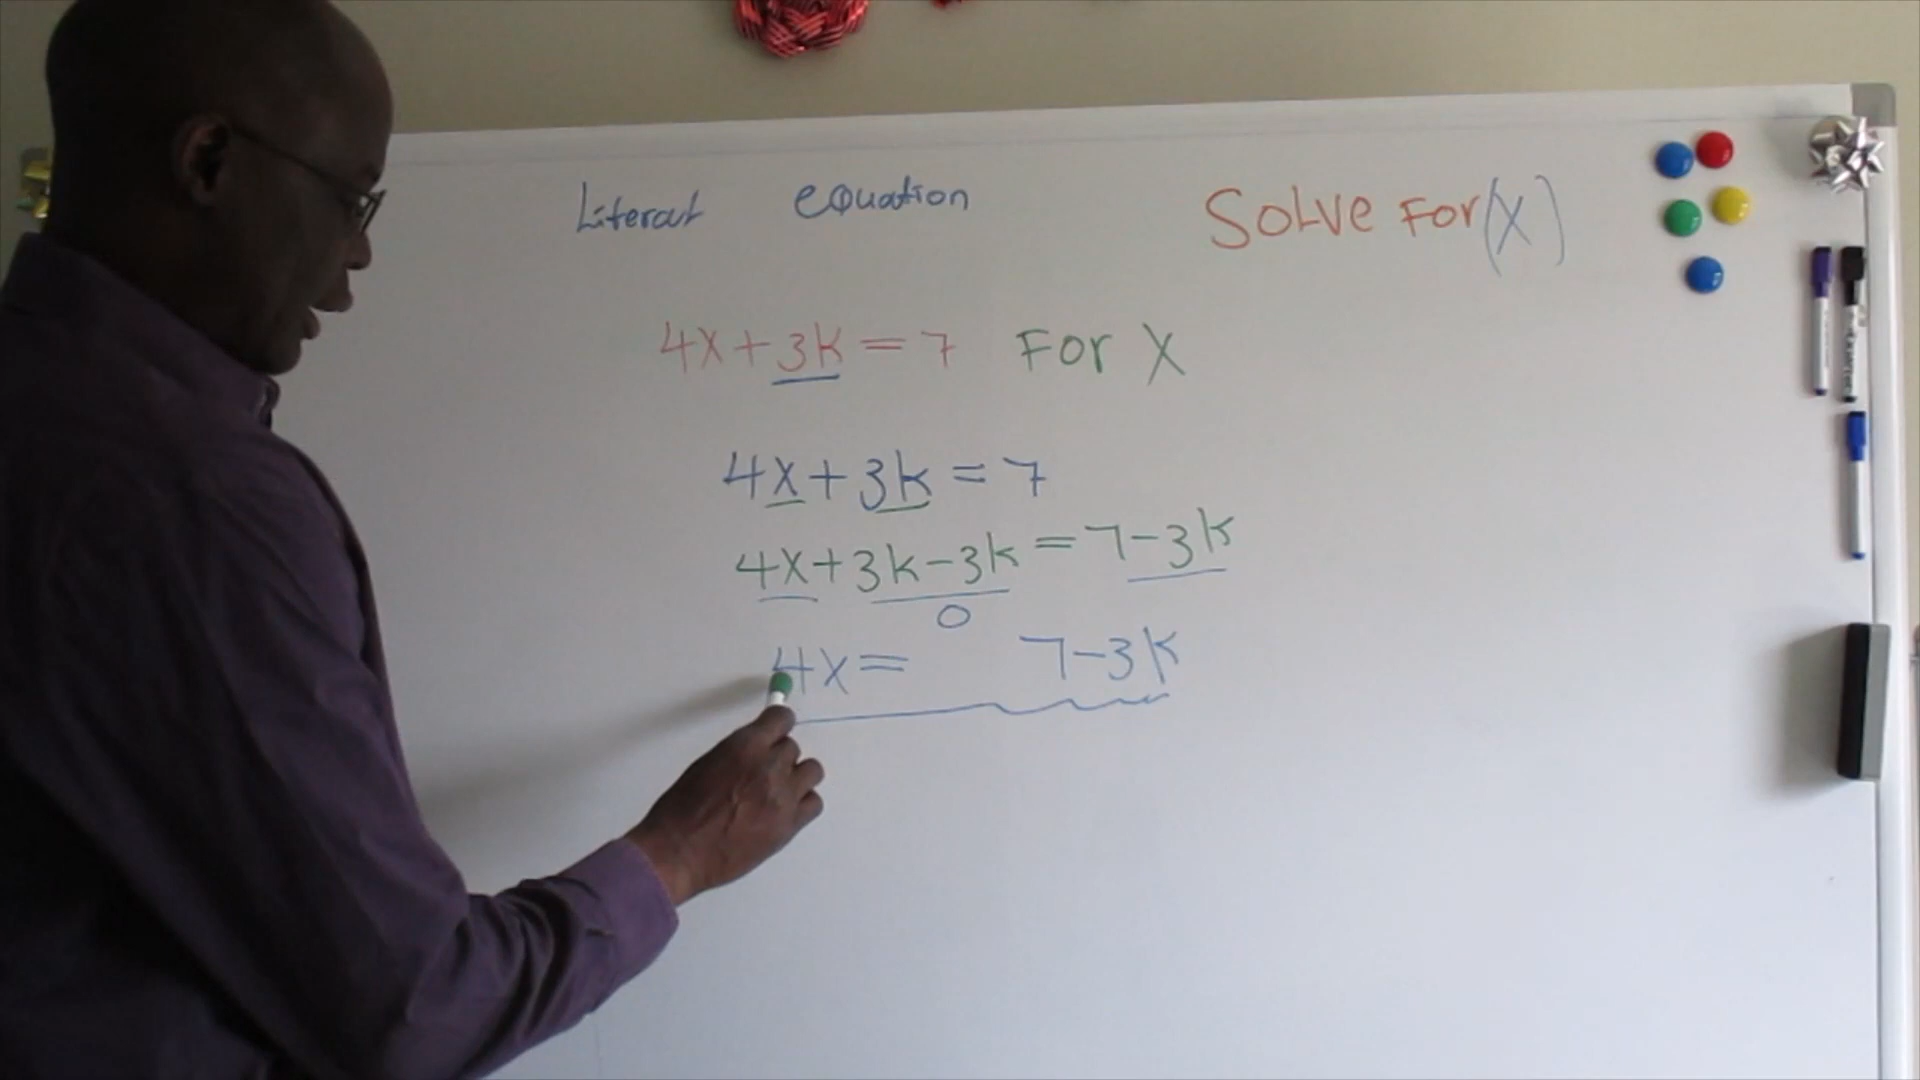 Literal equation
Solve For (X)
4X+3k=7 For X
4x+3k=7
4x+3k-3k=7-3k
0
4x= 7-3k